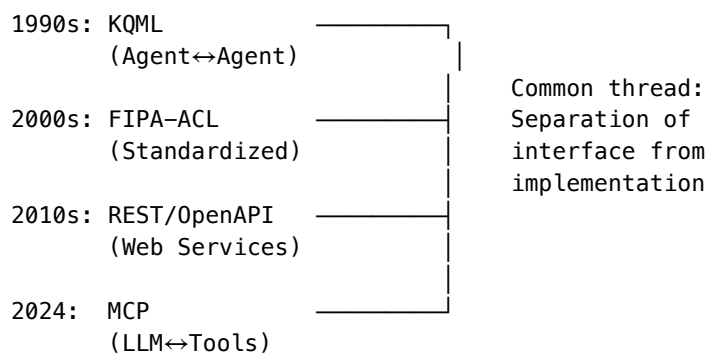 1990s: KQML
(Agent↔Agent)
Common thread:
2000s: FIPA-ACL
Separation of
(Standardized)
interface from
implementation
2010s: REST/OpenAPI
(Web Services)
2024: MCP
(LLM↔Tools)